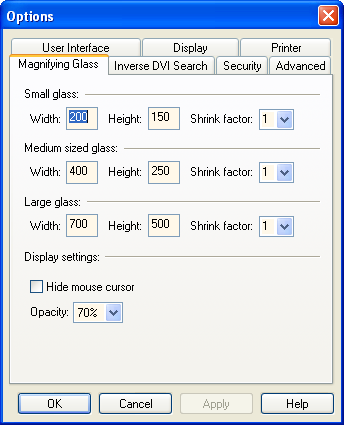 Options
User Interface Display Printer
Magnifying Glass Inverse DVI Search Security Advanced
Small glass:
Width: 200 Height: 150 Shrink factor: 1
Medium sized glass:
Width: 400 Height: 250 Shrink factor: 1
Large glass:
Width: 700 Height: 500 Shrink factor: 1
Display settings:
Hide mouse cursor
Opacity: 70%
OK Cancel Apply Help